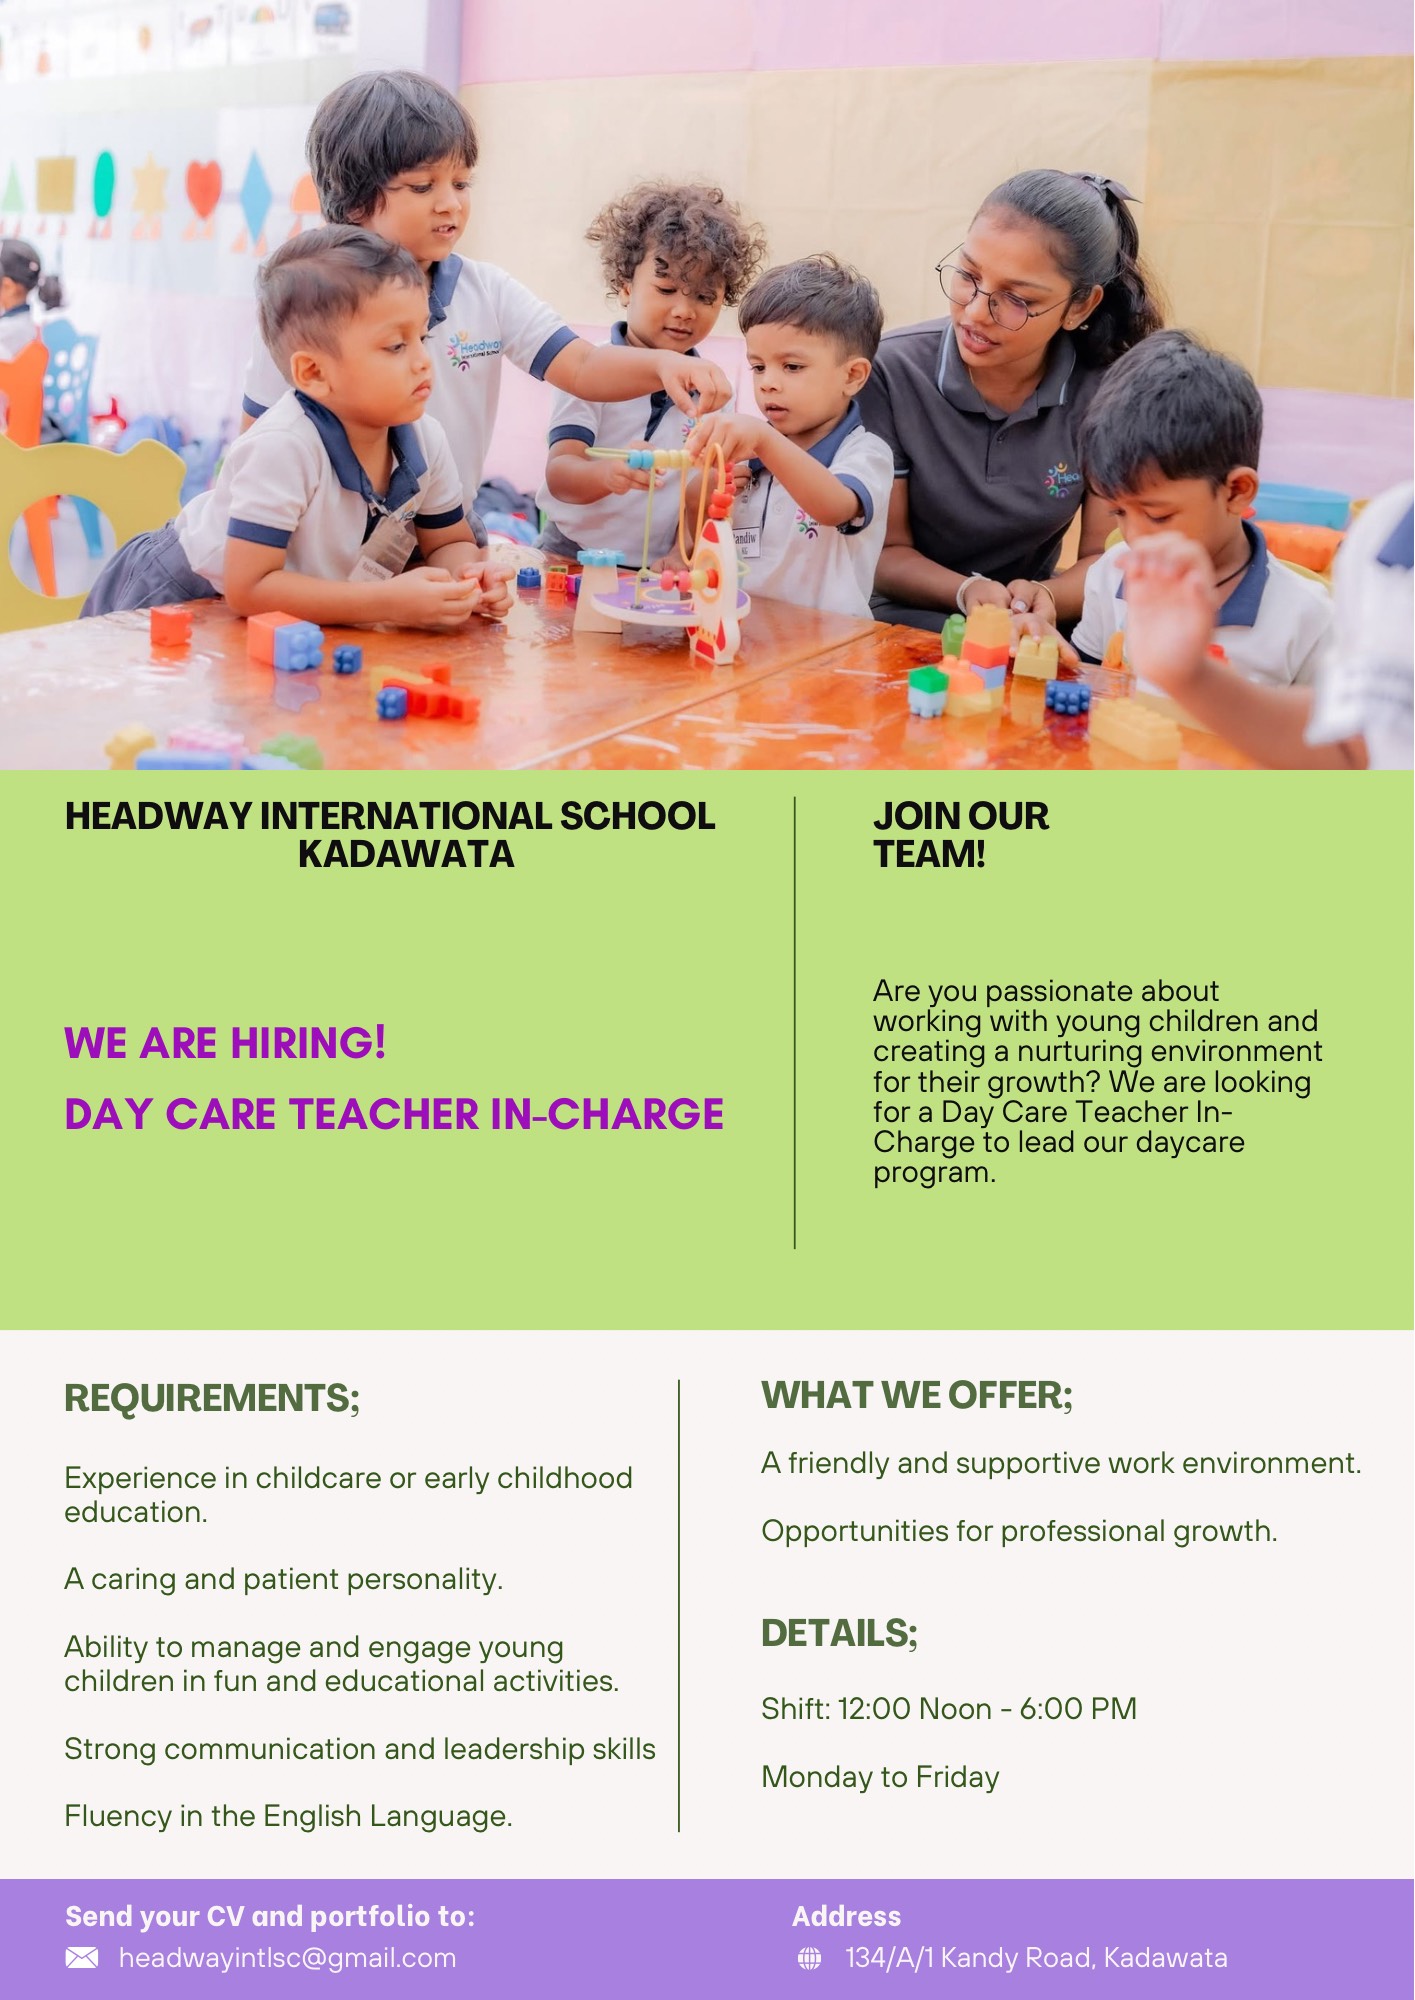 Headway
HEADWAY INTERNATIONAL SCHOOL
KADAWATA
WE ARE HIRING!
DAY CARE TEACHER IN-CHARGE
JOIN OUR
TEAM!
Are you passionate about
working with young children and
creating a nurturing environment
for their growth? We are looking
for a Day Care Teacher In-
Charge to lead our daycare
program.
REQUIREMENTS;
Experience in childcare or early childhood
education.
A caring and patient personality.
Ability to manage and engage young
children in fun and educational activities.
Strong communication and leadership skills
Fluency in the English Language.
WHAT WE OFFER;
A friendly and supportive work environment.
Opportunities for professional growth.
DETAILS;
Shift: 12:00 Noon - 6:00 PM
Monday to Friday
Send your CV and portfolio to:
headwayintlsc@gmail.com
Address
134/A/1 Kandy Road, Kadawata